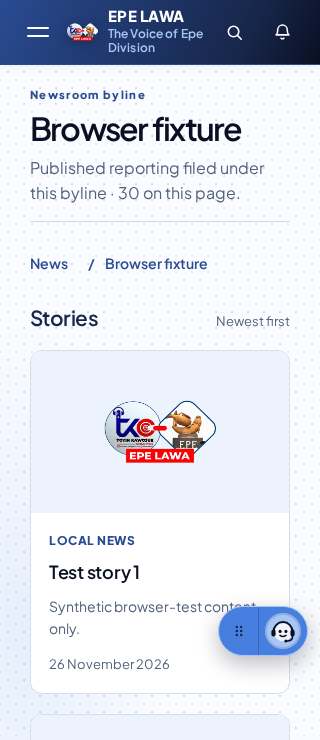 EPE LAWA
The Voice of Epe
Division
Newsroom byline
Browser fixture
Published reporting filed under
this byline · 30 on this page.
News / Browser fixture
Stories
Newest first
tkc
EPE
EPE LAWA
LOCAL NEWS
Test story 1
Synthetic browser-test content
only.
26 November 2026